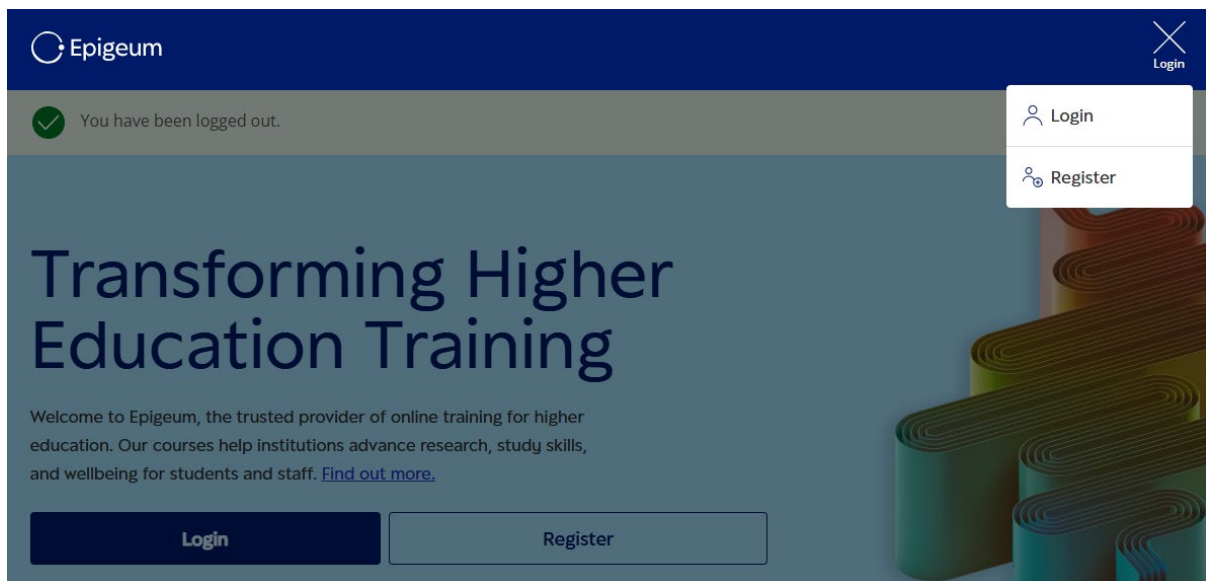 Epigeum
Login
You have been logged out.
Login
Register
Transforming Higher
Education Training
Welcome to Epigeum, the trusted provider of online training for higher
education. Our courses help institutions advance research, study skills,
and wellbeing for students and staff. Find out more.
Login
Register